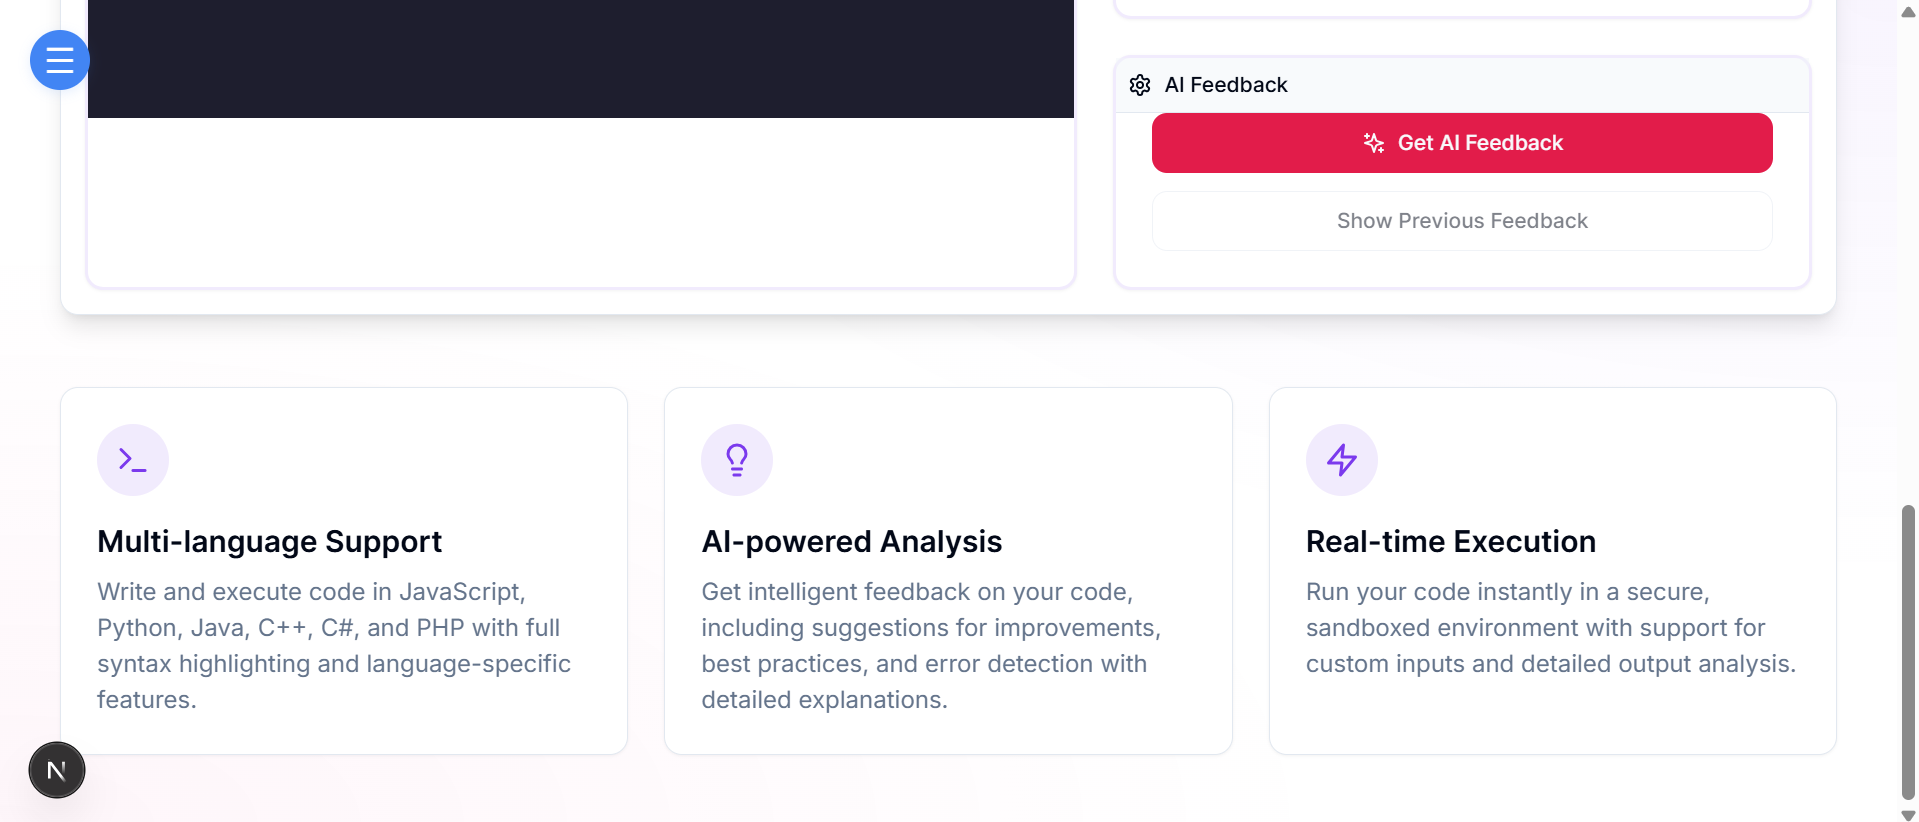 AI Feedback
Get AI Feedback
Show Previous Feedback
Multi-language Support
Write and execute code in JavaScript,
Python, Java, C++, C#, and PHP with full
syntax highlighting and language-specific
features.
AI-powered Analysis
Get intelligent feedback on your code,
including suggestions for improvements,
best practices, and error detection with
detailed explanations.
Real-time Execution
Run your code instantly in a secure,
sandboxed environment with support for
custom inputs and detailed output analysis.
N